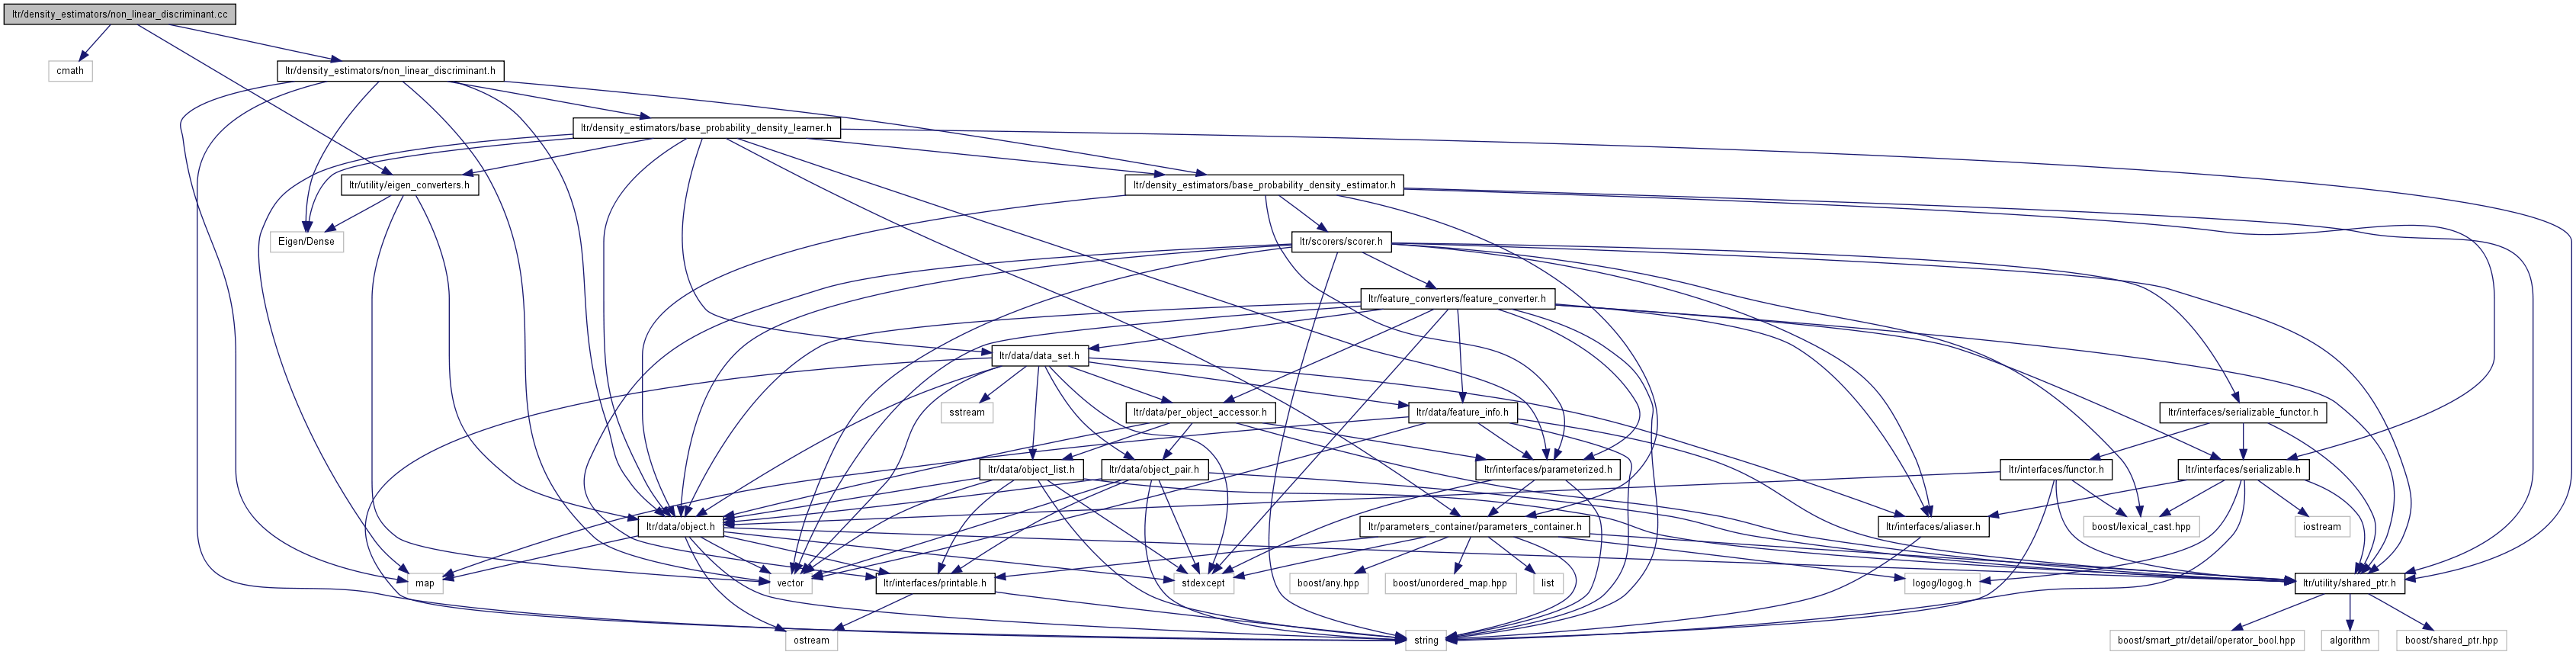 ltr/density_estimators/non_linear_discriminant.cc
cmath
ltr/density_estimators/non_linear_discriminant.h
ltr/density_estimators/base_probability_density_learner.h
ltr/utility/eigen_converters.h
ltr/density_estimators/base_probability_density_estimator.h
Eigen/Dense
ltr/scorers/scorer.h
ltr/feature_converters/feature_converter.h
ltr/data/data_set.h
sstream
ltr/data/per_object_accessor.h
ltr/data/feature_info.h
ltr/interfaces/serializable_functor.h
ltr/data/object_list.h
ltr/data/object_pair.h
ltr/interfaces/parameterized.h
ltr/interfaces/functor.h
ltr/interfaces/serializable.h
ltr/data/object.h
ltr/parameters_container/parameters_container.h
ltr/interfaces/aliaser.h
boost/lexical_cast.hpp
iostream
map
vector
ltr/interfaces/printable.h
stdexcept
boost/any.hpp
boost/unordered_map.hpp
list
logog/logog.h
ltr/utility/shared_ptr.h
ostream
string
boost/smart_ptr/detail/operator_bool.hpp
algorithm
boost/shared_ptr.hpp